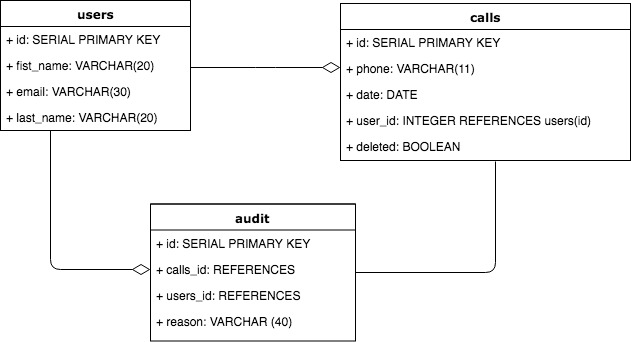 users
+ id: SERIAL PRIMARY KEY
+ fist_name: VARCHAR(20)
+ email: VARCHAR(30)
+ last_name: VARCHAR(20)
calls
+ id: SERIAL PRIMARY KEY
+ phone: VARCHAR(11)
+ date: DATE
+ user_id: INTEGER REFERENCES users(id)
+ deleted: BOOLEAN
audit
+ id: SERIAL PRIMARY KEY
+ calls_id: REFERENCES
+ users_id: REFERENCES
+ reason: VARCHAR (40)